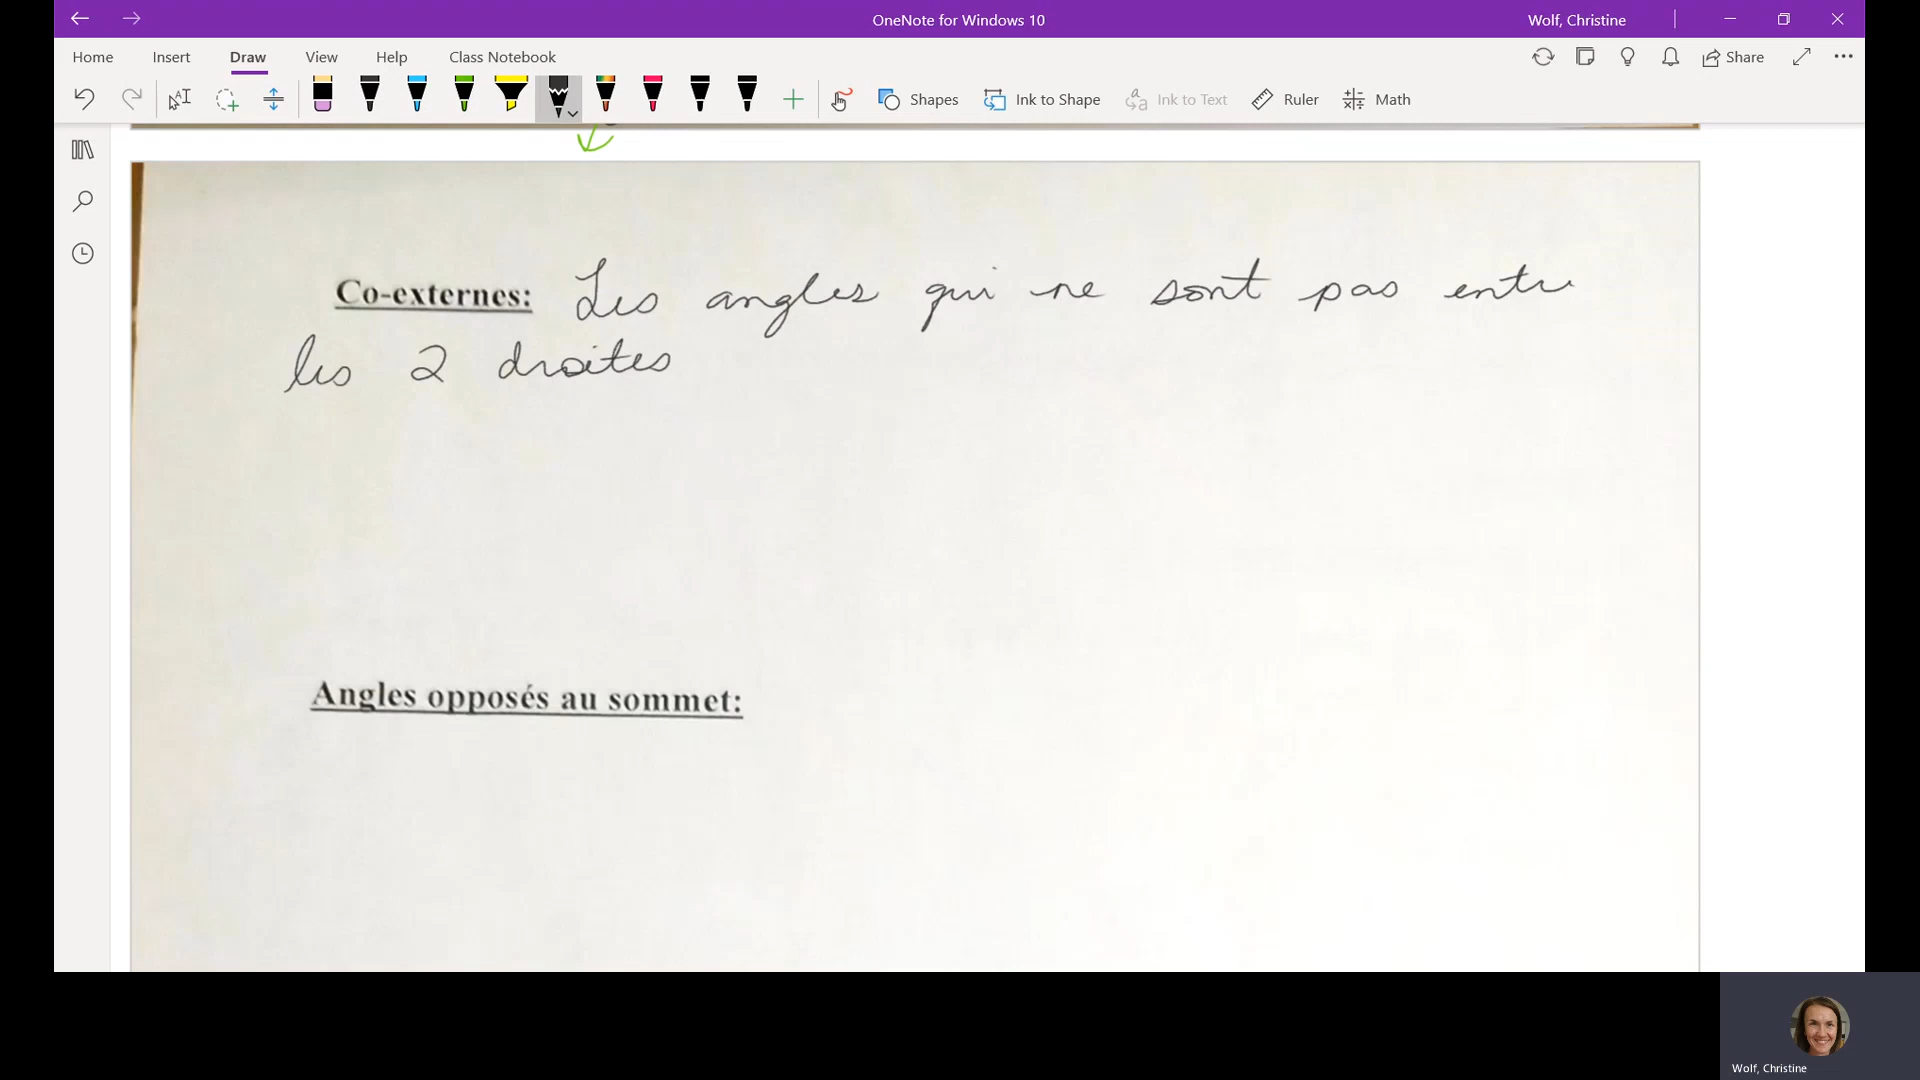 OneNote for Windows 10
Wolf, Christine
Home Insert Draw View Help Class Notebook
Share
Shapes Ink to Shape Ink to Text Ruler Math
Co-externes: Les angles qui ne sont pas entre
les 2 droites
Angles opposés au sommet:
Wolf, Christine